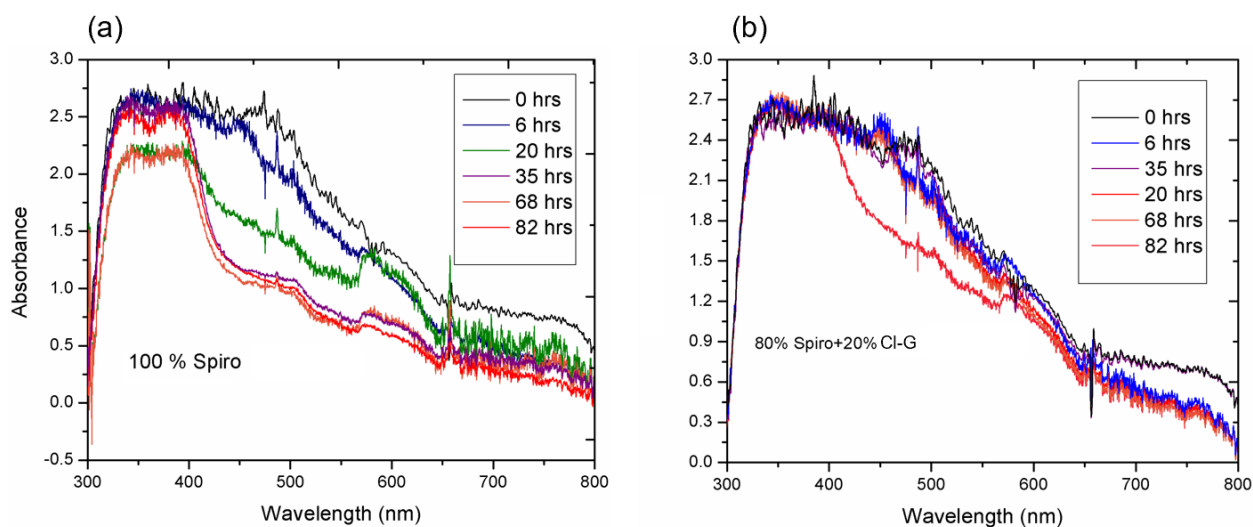 (a)
3.0
2.5
2.0
1.5
1.0
0.5
0.0
-0.5
Absorbance
0 hrs
6 hrs
20 hrs
35 hrs
68 hrs
82 hrs
100 % Spiro
300 400 500 600 700 800
Wavelength (nm)
(b)
3.0
2.7
2.4
2.1
1.8
1.5
1.2
0.9
0.6
0.3
0.0
0 hrs
6 hrs
35 hrs
20 hrs
68 hrs
82 hrs
80% Spiro+20% Cl-G
300 400 500 600 700 800
Wavelength (nm)